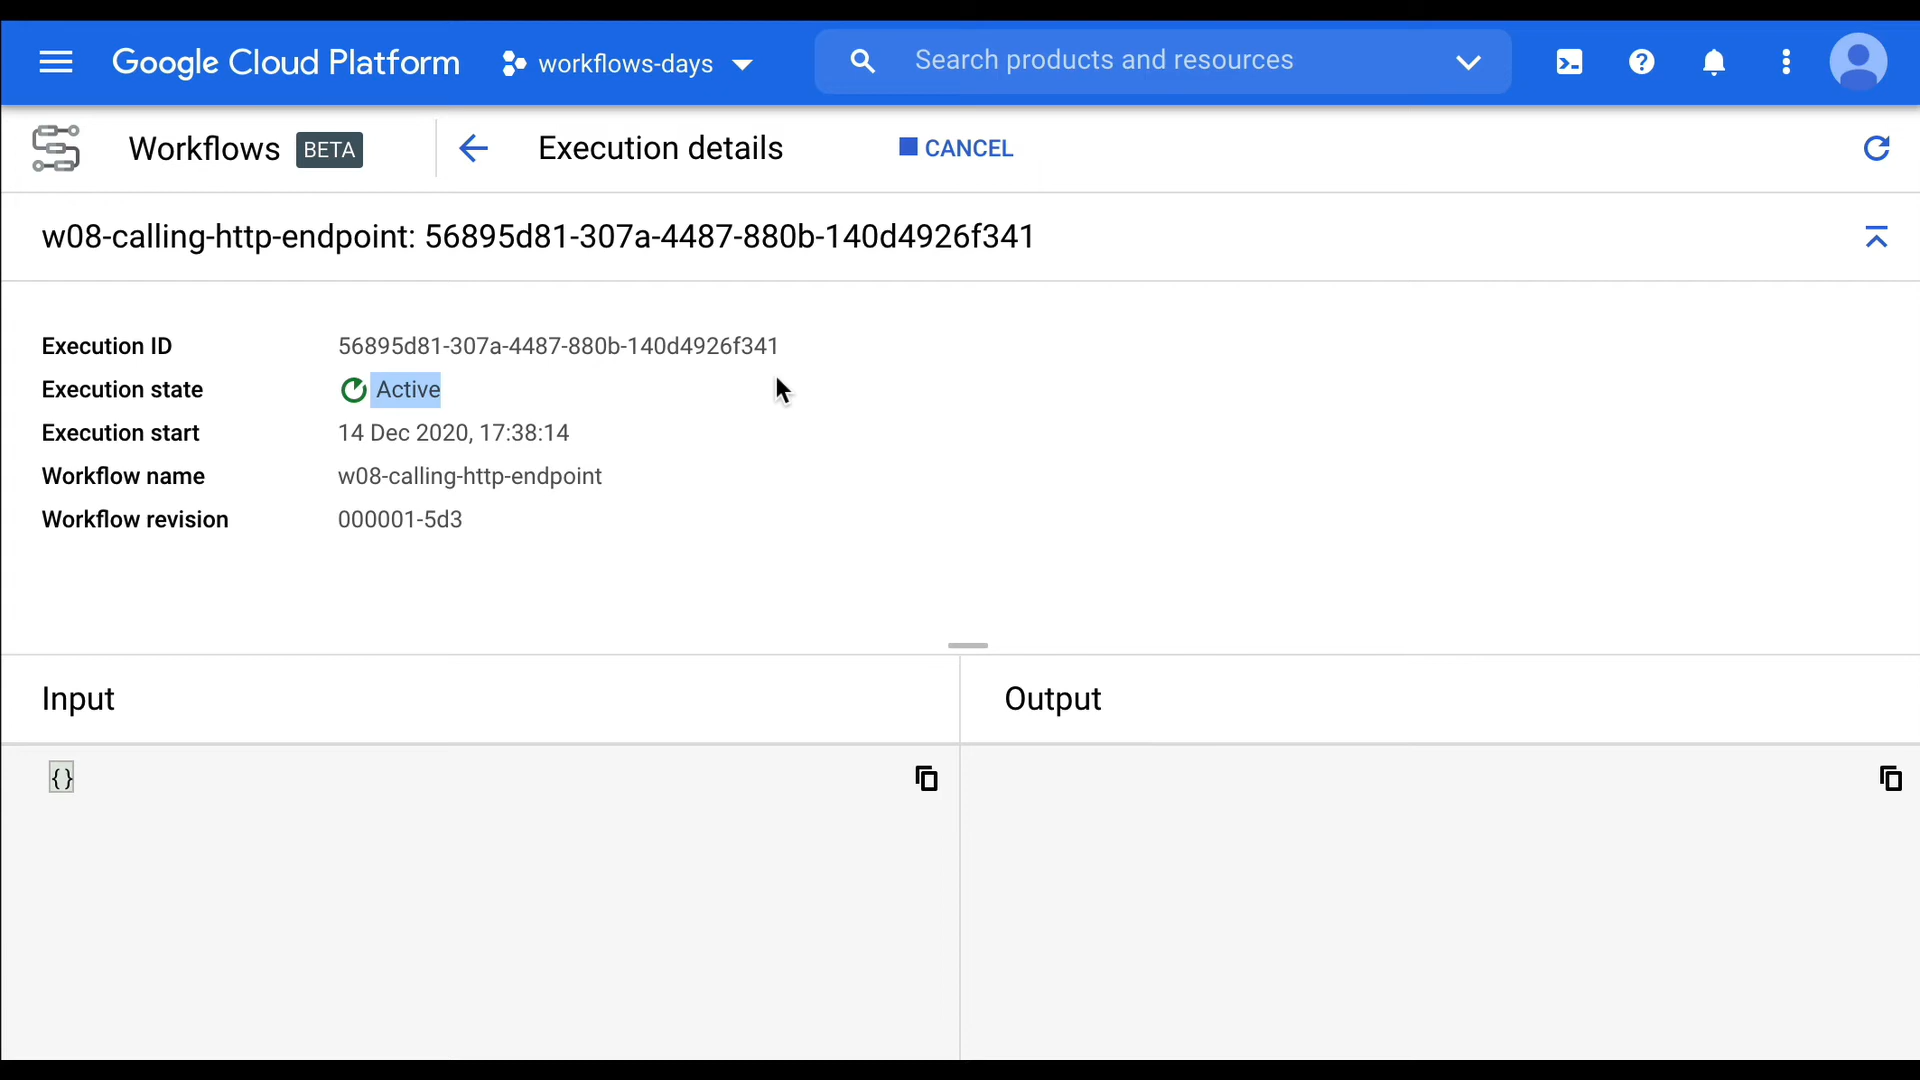 Google Cloud Platform workflows-days Search products and resources
Workflows BETA Execution details CANCEL
w08-calling-http-endpoint: 56895d81-307a-4487-880b-140d4926f341
Execution ID 56895d81-307a-4487-880b-140d4926f341
Execution state Active
Execution start 14 Dec 2020, 17:38:14
Workflow name w08-calling-http-endpoint
Workflow revision 000001-5d3
Input Output
{}